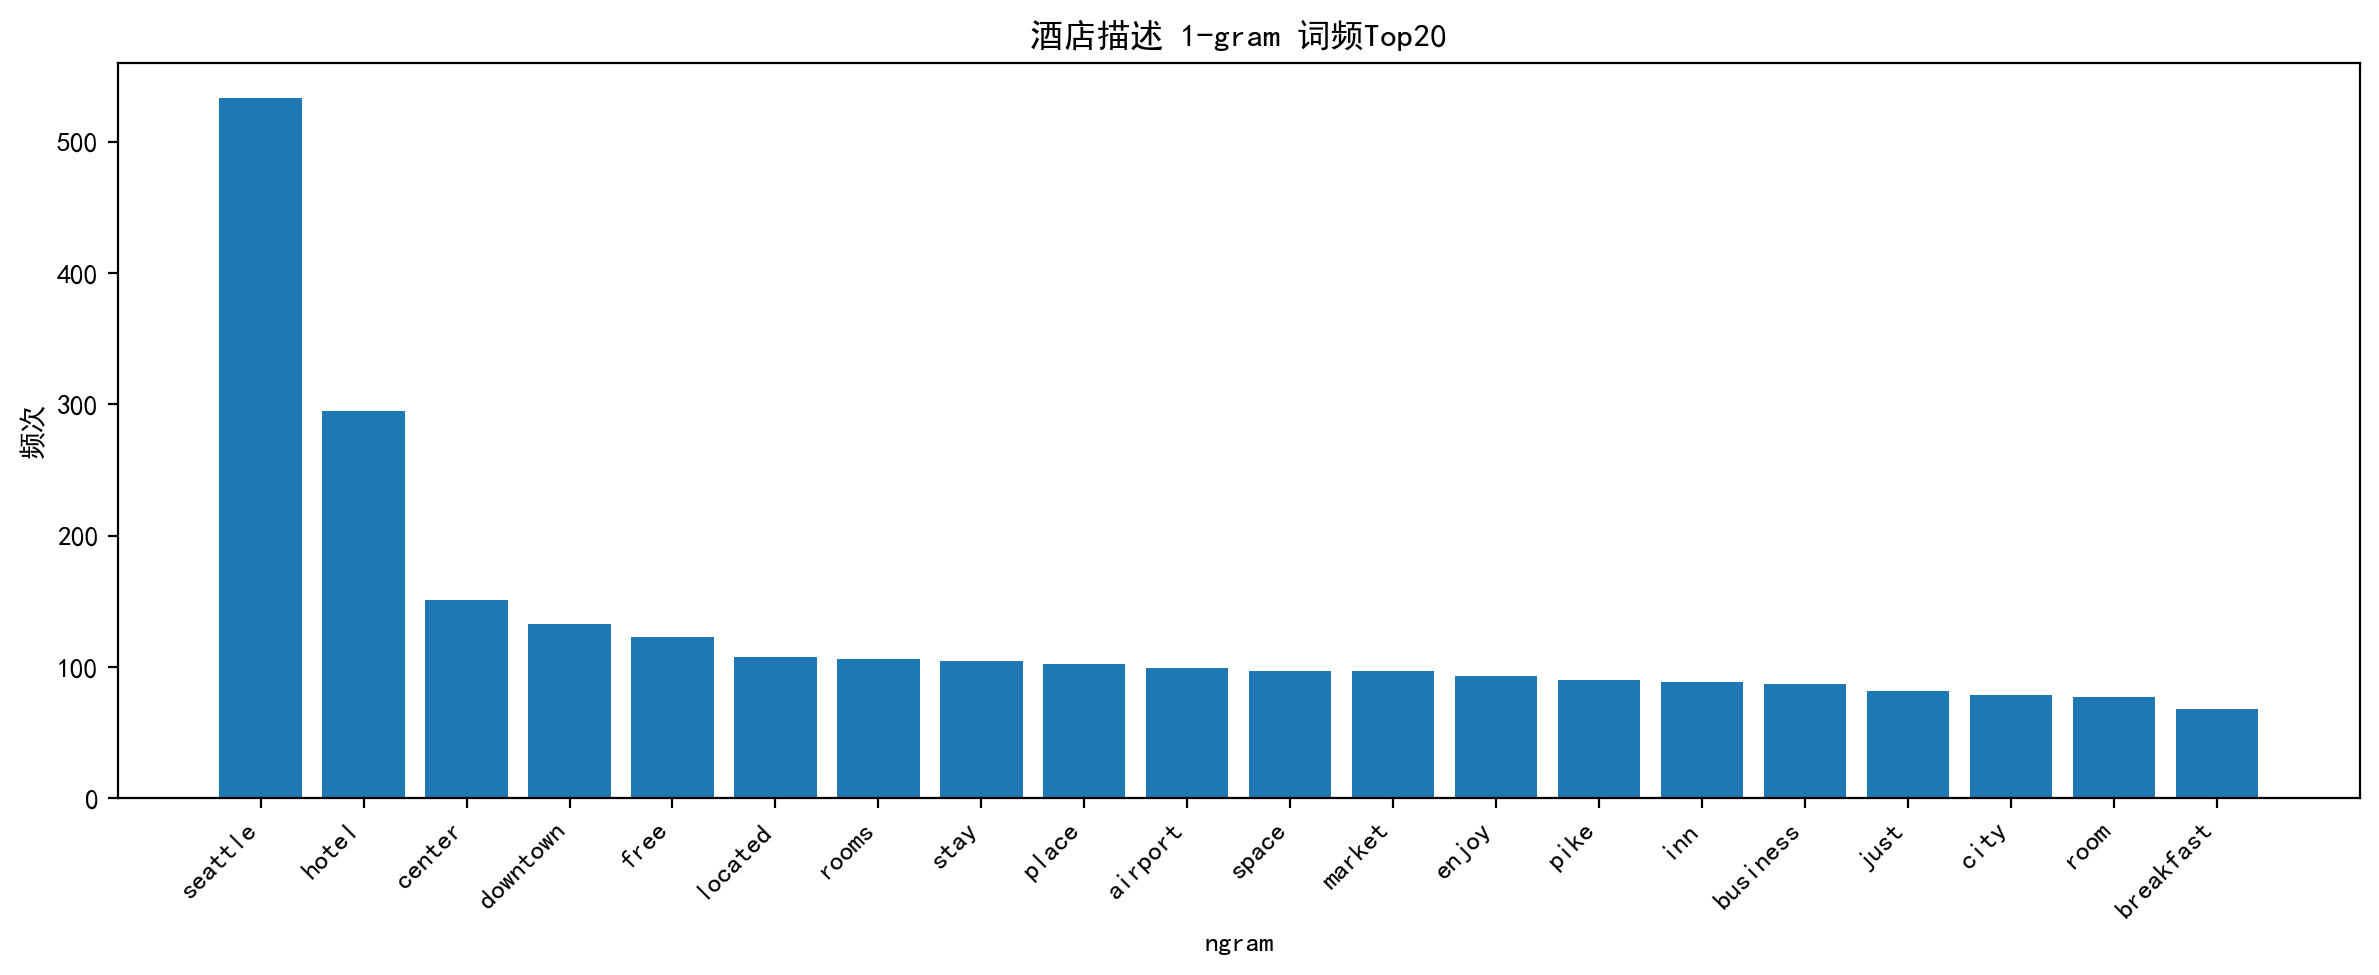 酒店描述 1-gram 词频Top20
频次
500
400
300
200
100
0
seattle
hotel
center
downtown
free
located
rooms
stay
place
airport
space
market
enjoy
pike
inn
business
just
city
room
breakfast
ngram